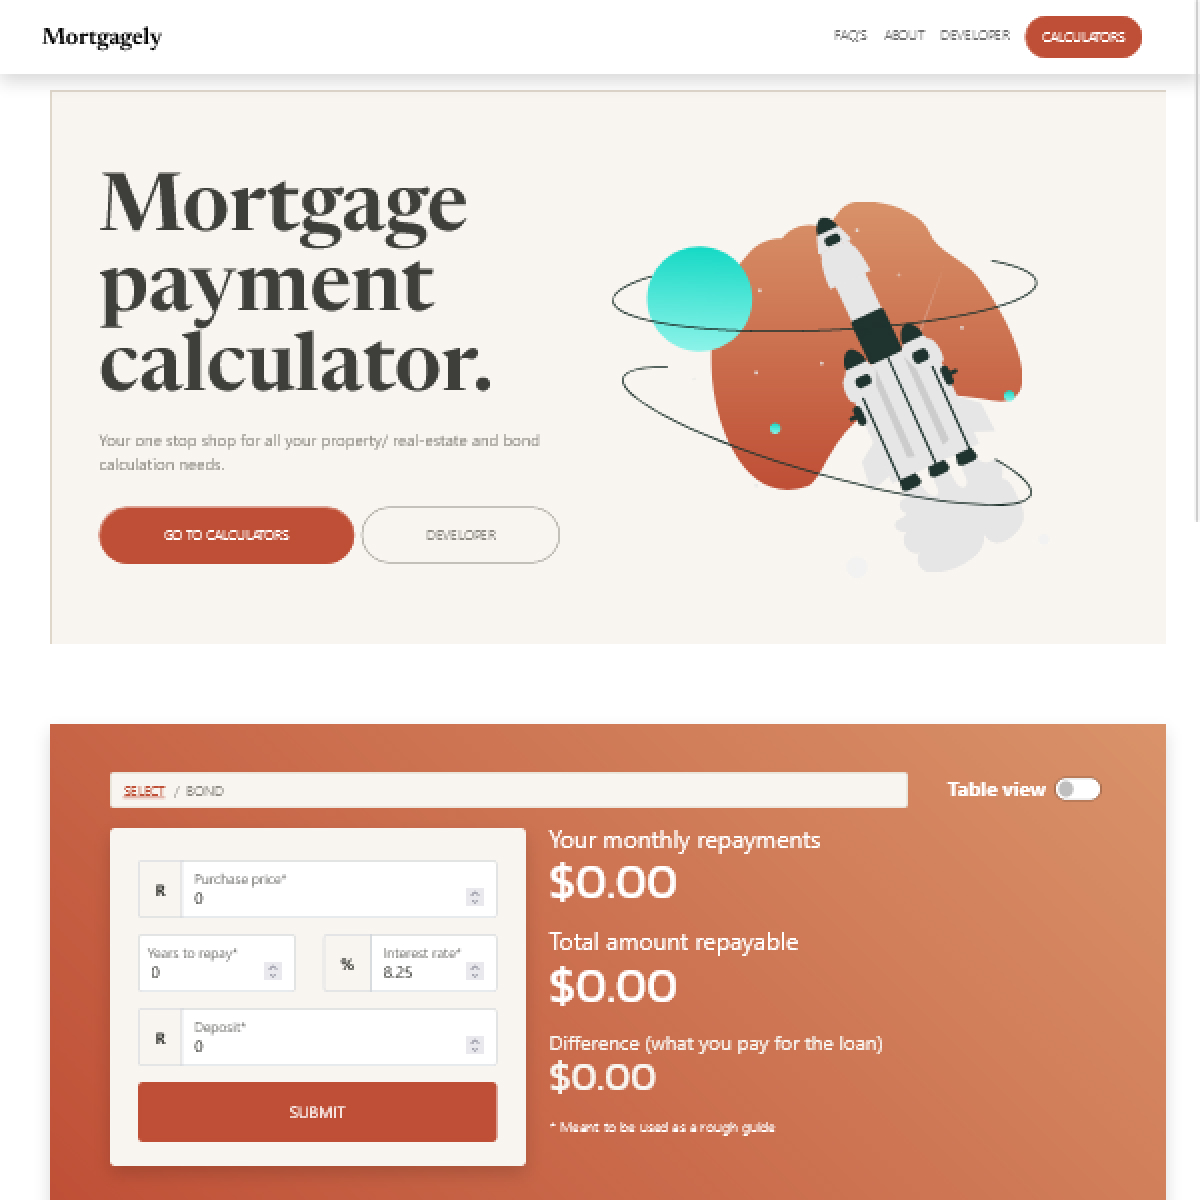 Mortgagely
FAQ'S ABOUT DEVELOPER CALCULATORS
Mortgage
payment
calculator.
Your one stop shop for all your property/ real-estate and bond
calculation needs.
GO TO CALCULATORS DEVELOPER
SELECT / BOND
Table view
R Purchase price*
0
Years to repay*
0
% Interest rate*
8.25
R Deposit*
0
SUBMIT
Your monthly repayments
$0.00
Total amount repayable
$0.00
Difference (what you pay for the loan)
$0.00
* Meant to be used as a rough guide